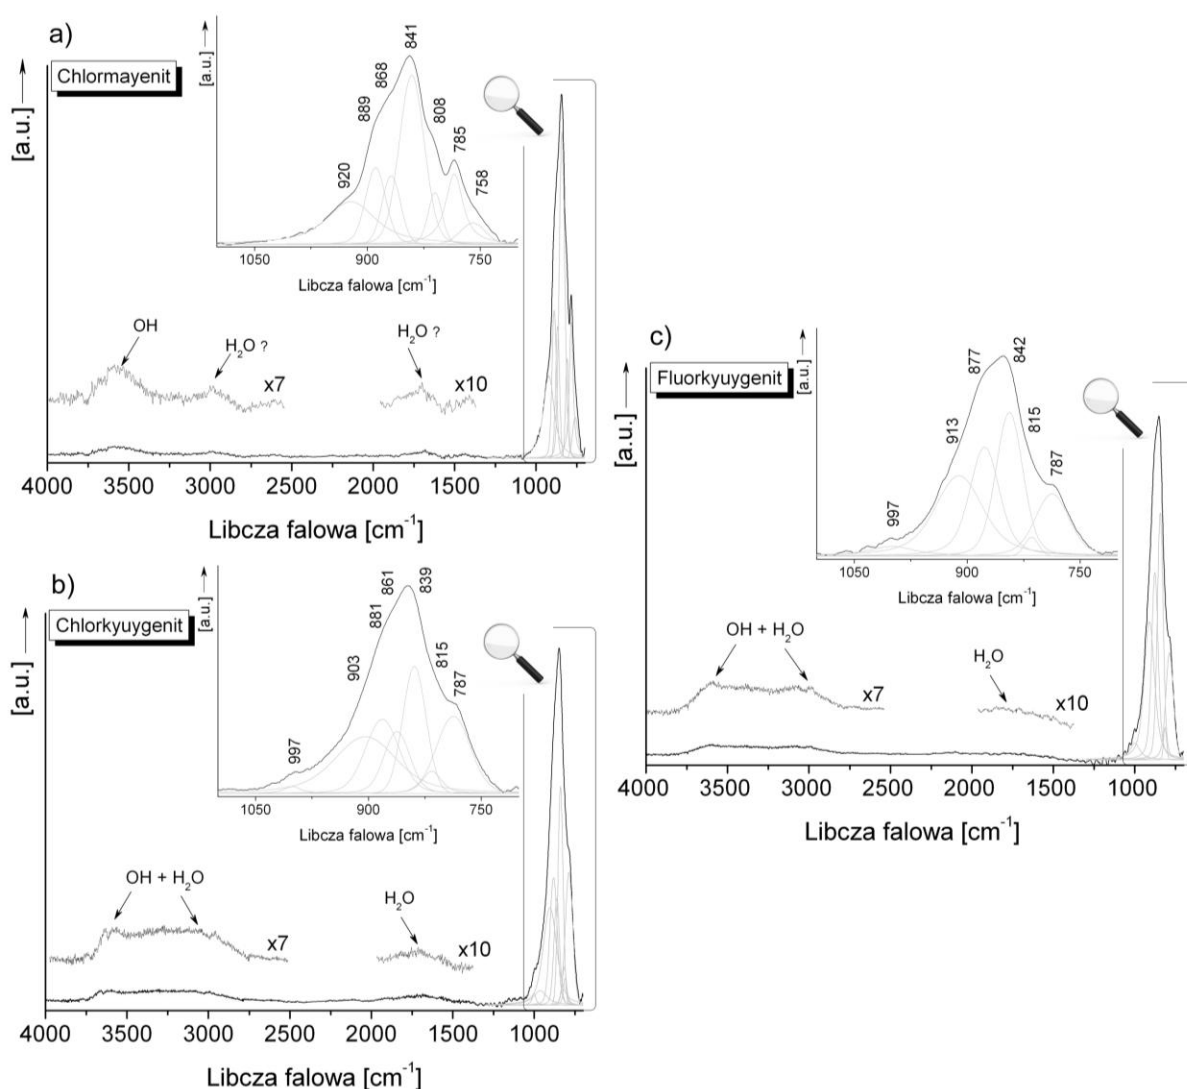 a)
Chlormayenit
[a.u.]
[a.u.]
920
889
868
841
808
785
758
1050
900
750
Libcza falowa [cm⁻¹]
OH
H₂O ?
x7
H₂O ?
x10
4000
3500
3000
2500
2000
1500
1000
Libcza falowa [cm⁻¹]
b)
Chlorkyuygenit
[a.u.]
[a.u.]
997
903
881
861
839
815
787
1050
900
750
Libcza falowa [cm⁻¹]
OH + H₂O
x7
H₂O
x10
4000
3500
3000
2500
2000
1500
1000
Libcza falowa [cm⁻¹]
c)
Fluorkyuygenit
[a.u.]
[a.u.]
997
913
877
842
815
787
1050
900
750
Libcza falowa [cm⁻¹]
OH + H₂O
x7
H₂O
x10
4000
3500
3000
2500
2000
1500
1000
Libcza falowa [cm⁻¹]